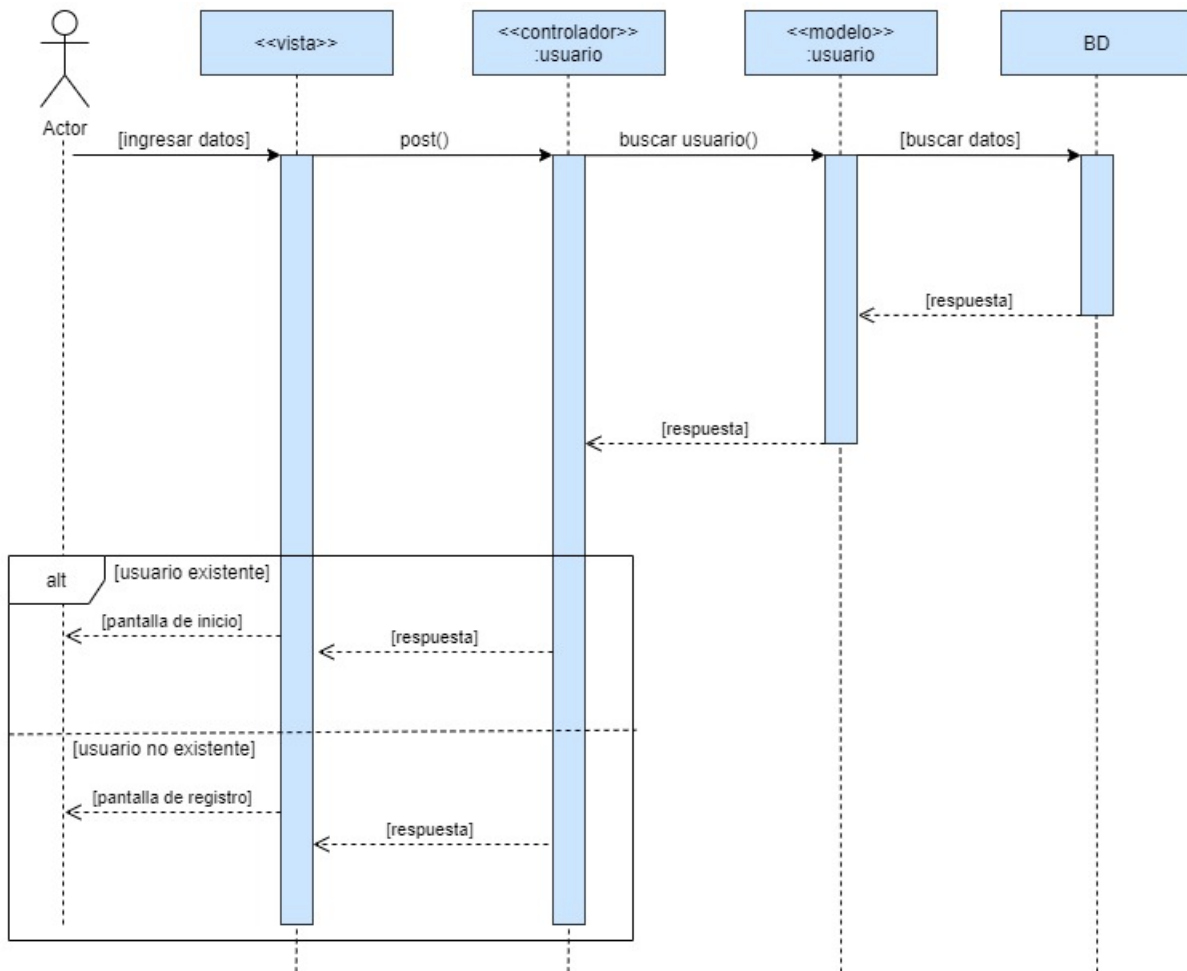 <<vista>>
<<controlador>>
:usuario
<<modelo>>
:usuario
BD
Actor
[ingresar datos]
post()
buscar usuario()
[buscar datos]
[respuesta]
[respuesta]
alt
[usuario existente]
[pantalla de inicio]
[respuesta]
[usuario no existente]
[pantalla de registro]
[respuesta]